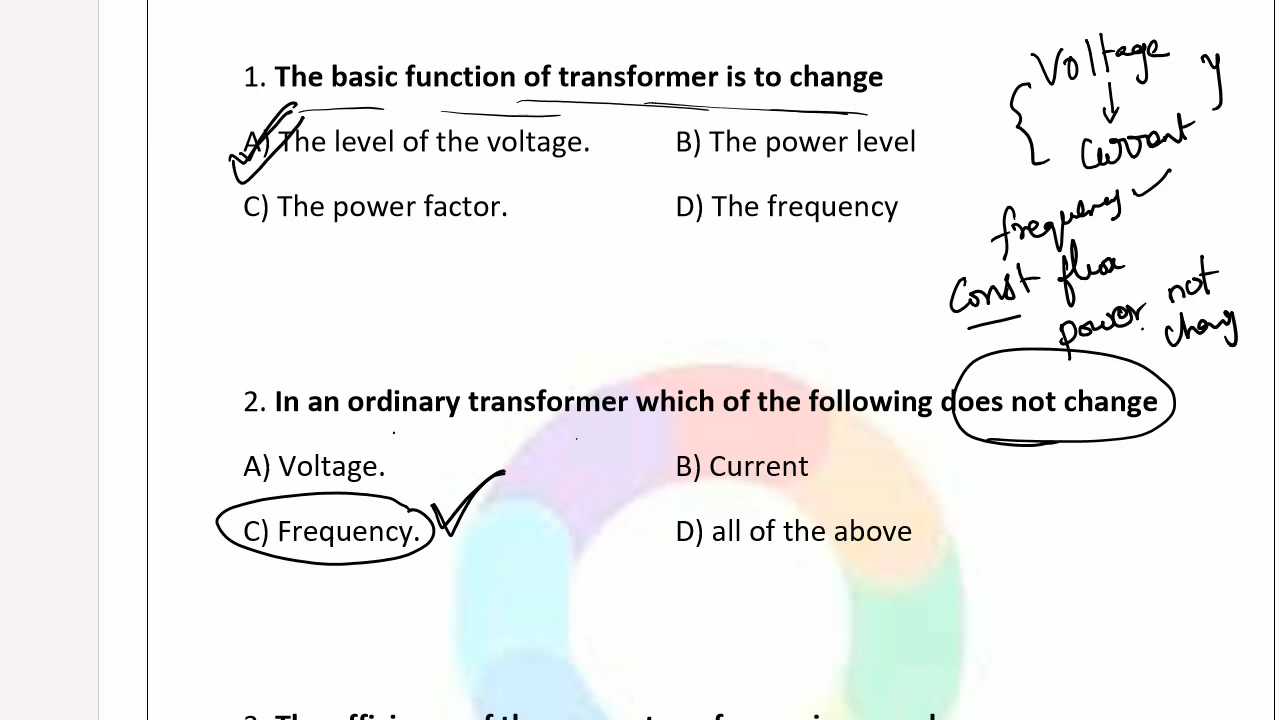 1. The basic function of transformer is to change
A) The level of the voltage. B) The power level
C) The power factor. D) The frequency
Voltage
Current
frequency
Const flux
power not
chang
2. In an ordinary transformer which of the following does not change
A) Voltage. B) Current
C) Frequency. D) all of the above